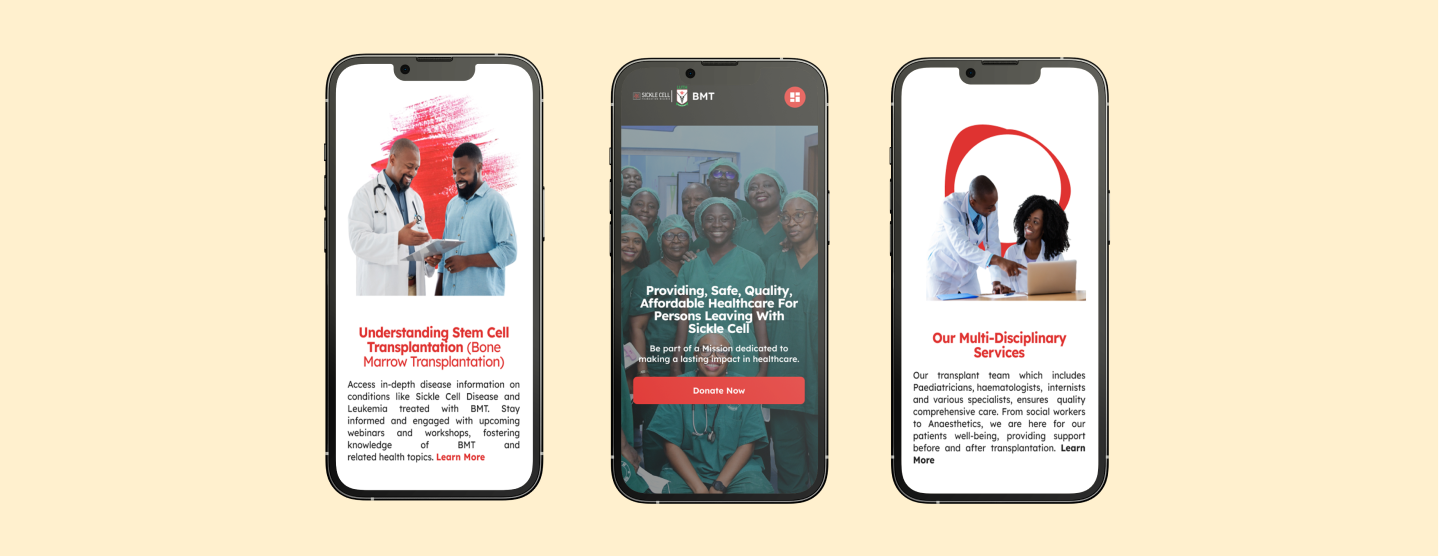 Understanding Stem Cell
Transplantation (Bone
Marrow Transplantation)
Access in-depth disease information on
conditions like Sickle Cell Disease and
Leukemia treated with BMT. Stay
informed and engaged with upcoming
webinars and workshops, fostering
knowledge of BMT and
related health topics. Learn More
SICKLE CELL
BMT
Providing, Safe, Quality,
Affordable Healthcare For
Persons Leaving With
Sickle Cell
Be part of a Mission dedicated to
making a lasting impact in healthcare.
Donate Now
Our Multi-Disciplinary
Services
Our transplant team which includes
Paediatricians, haematologists, internists
and various specialists, ensures quality
comprehensive care. From social workers
to Anaesthetics, we are here for our
patients well-being, providing support
before and after transplantation. Learn
More